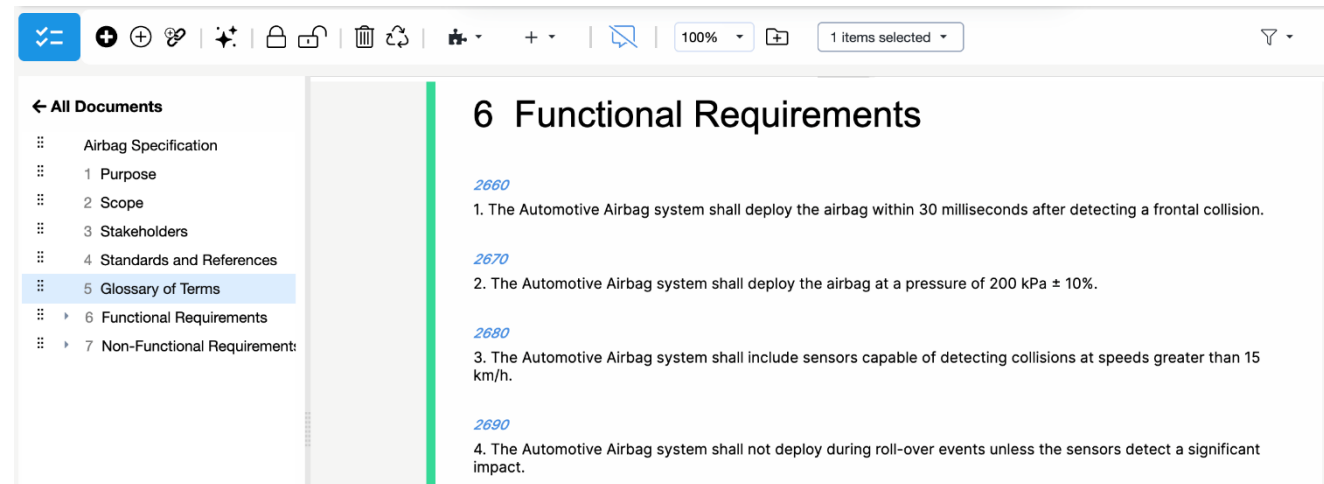 100%
1 items selected
All Documents
Airbag Specification
1 Purpose
2 Scope
3 Stakeholders
4 Standards and References
5 Glossary of Terms
6 Functional Requirements
7 Non-Functional Requirements
6 Functional Requirements
2660
1. The Automotive Airbag system shall deploy the airbag within 30 milliseconds after detecting a frontal collision.
2670
2. The Automotive Airbag system shall deploy the airbag at a pressure of 200 kPa ± 10%.
2680
3. The Automotive Airbag system shall include sensors capable of detecting collisions at speeds greater than 15
km/h.
2690
4. The Automotive Airbag system shall not deploy during roll-over events unless the sensors detect a significant
impact.